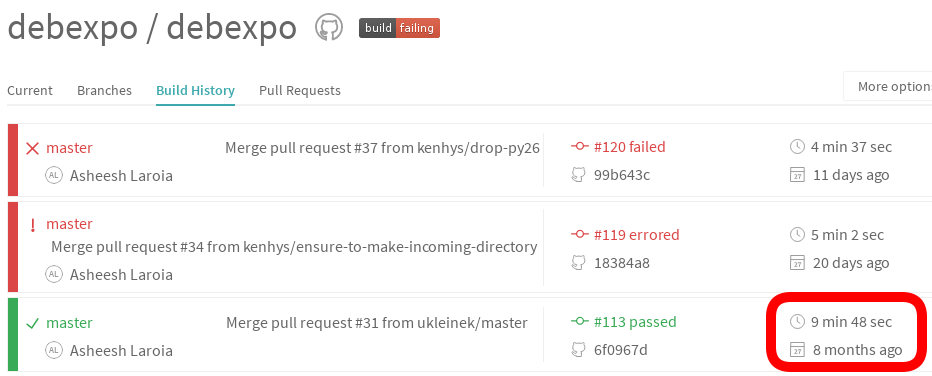 debexpo / debexpo build failing
Current Branches Build History Pull Requests More option
master Merge pull request #37 from kenhys/drop-py26 #120 failed 4 min 37 sec
AL Asheesh Laroia 99b643c 27 11 days ago
master
Merge pull request #34 from kenhys/ensure-to-make-incoming-directory #119 errored 5 min 2 sec
AL Asheesh Laroia 18384a8 27 20 days ago
master Merge pull request #31 from ukleinek/master #113 passed 9 min 48 sec
AL Asheesh Laroia 6f0967d 27 8 months ago